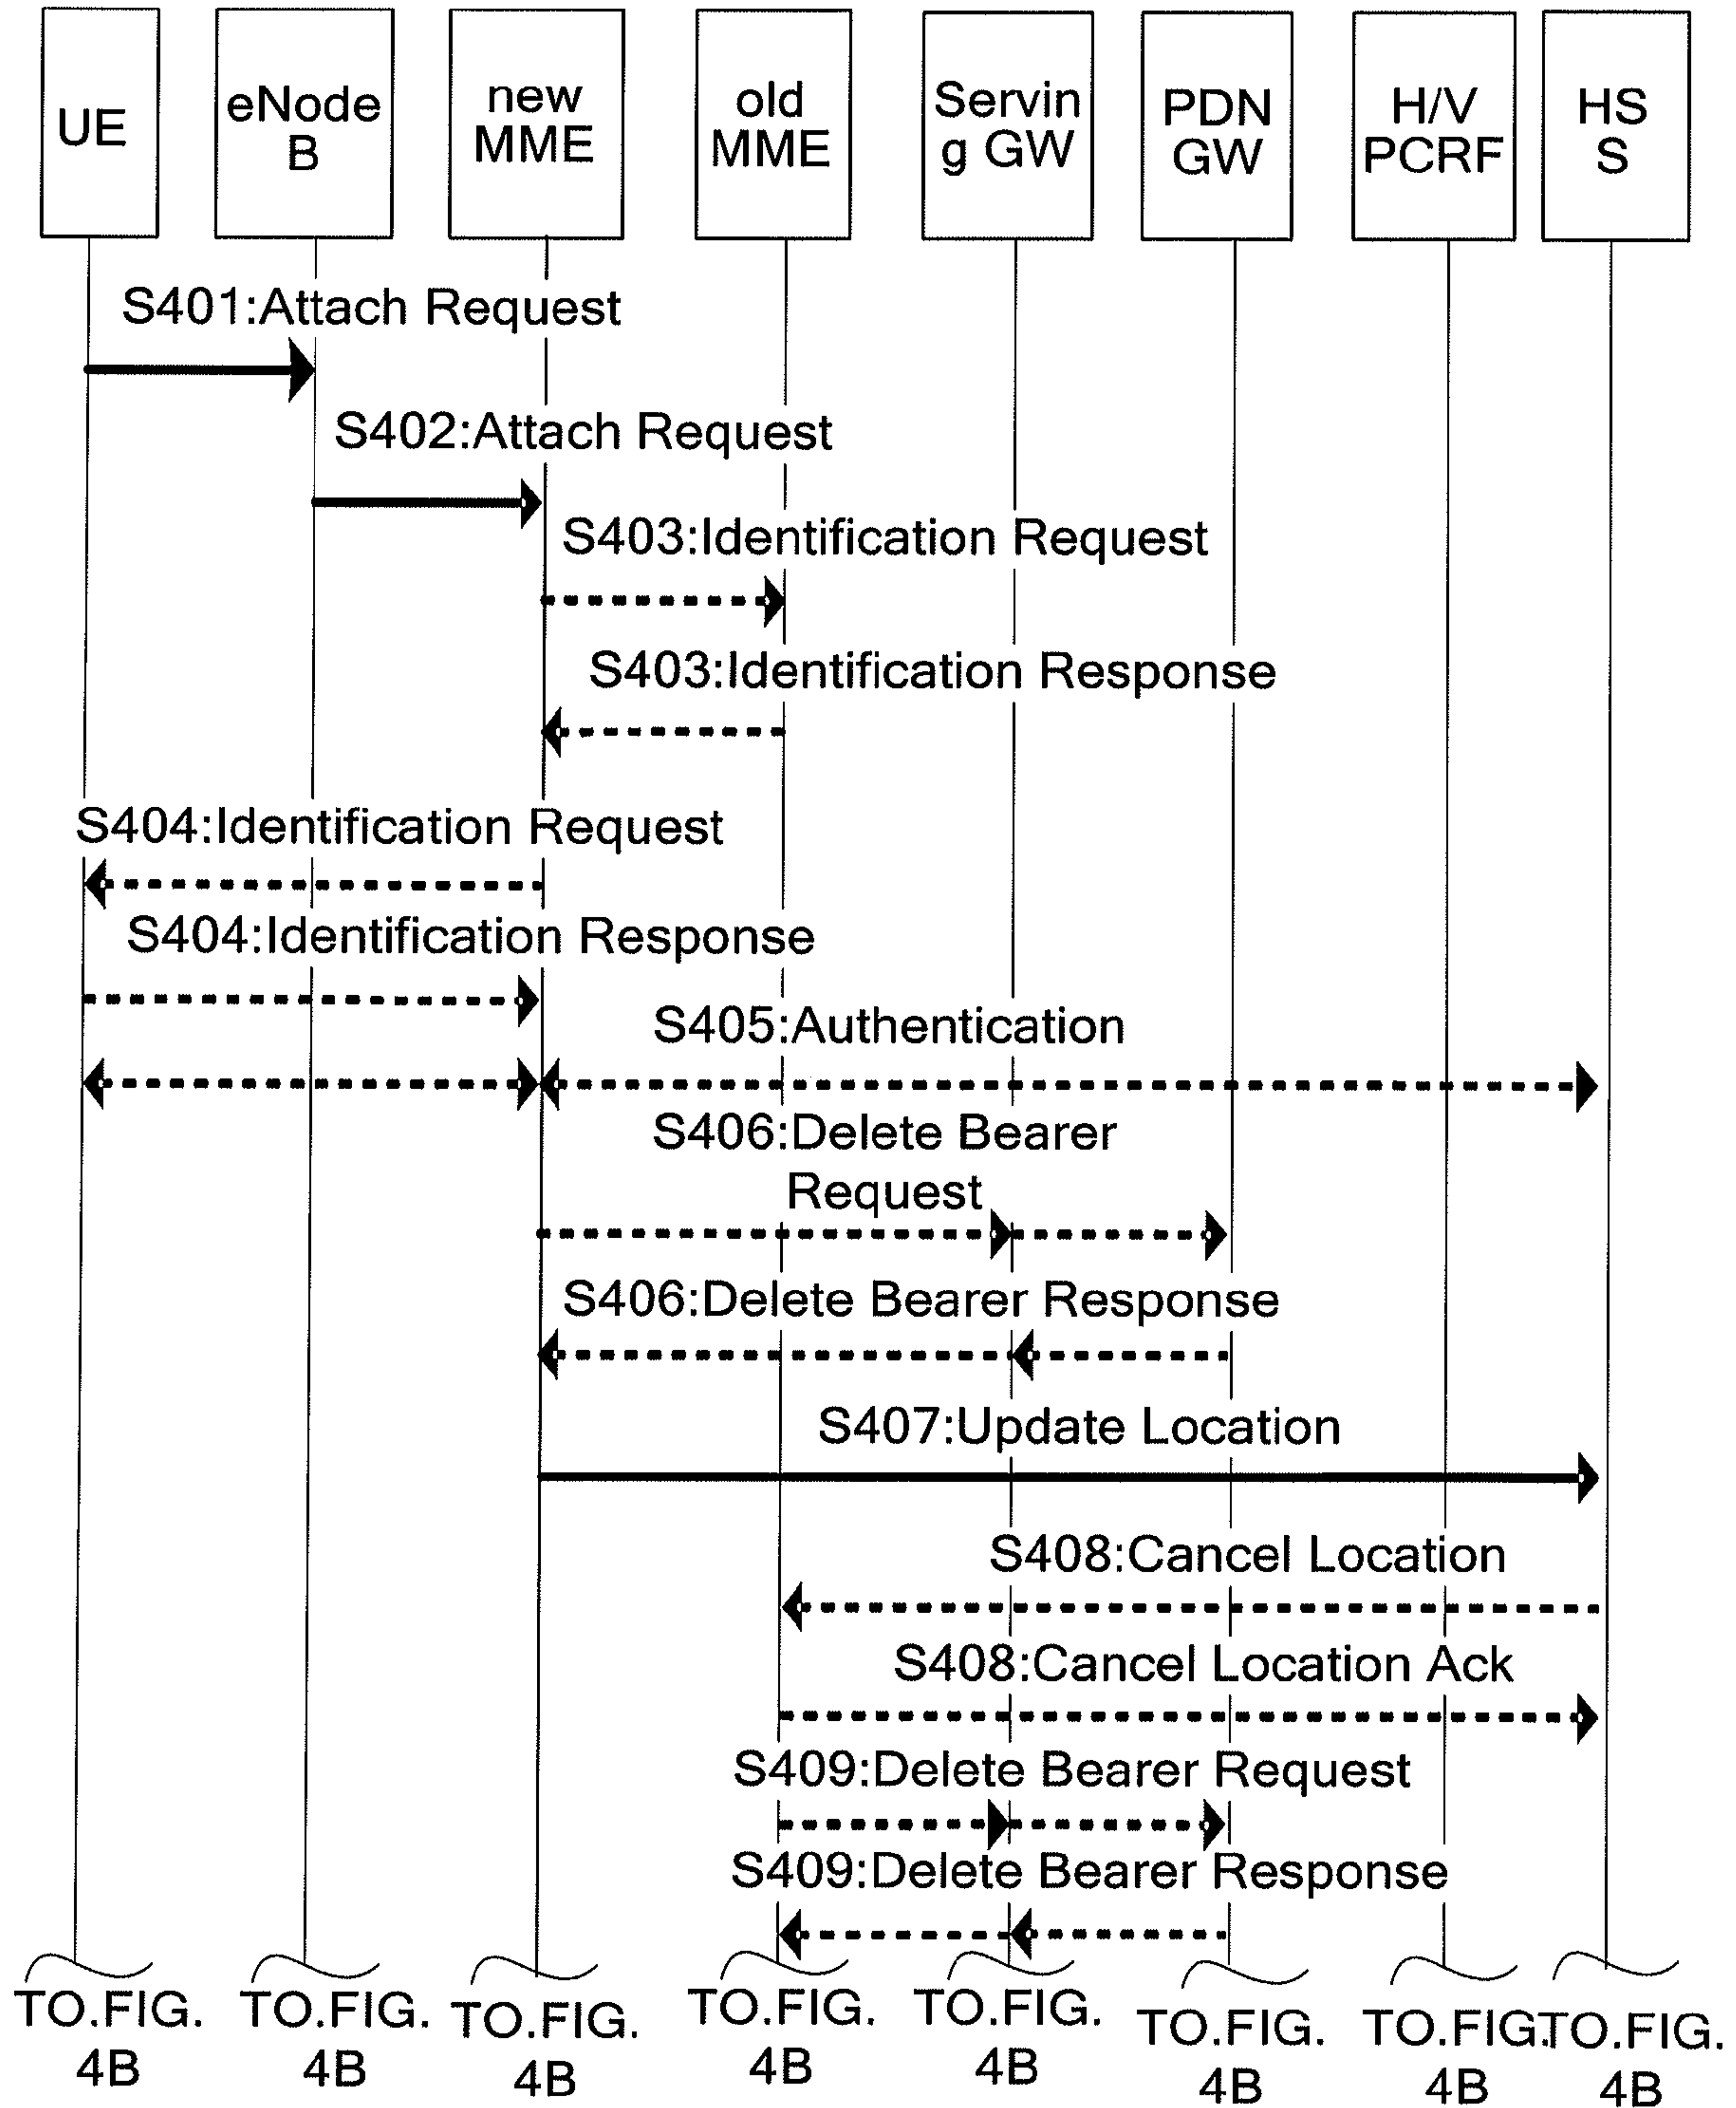 UE
eNode
B
new
MME
old
MME
Servin
g GW
PDN
GW
H/V
PCRF
HS
S
S401:Attach Request
S402:Attach Request
S403:Identification Request
S403:Identification Response
S404:Identification Request
S404:Identification Response
S405:Authentication
S406:Delete Bearer
Request
S406:Delete Bearer Response
S407:Update Location
S408:Cancel Location
S408:Cancel Location Ack
S409:Delete Bearer Request
S409:Delete Bearer Response
TO.FIG.
4B
TO.FIG.
4B
TO.FIG.
4B
TO.FIG.
4B
TO.FIG.
4B
TO.FIG.
4B
TO.FIG.
4B
TO.FIG.
4B